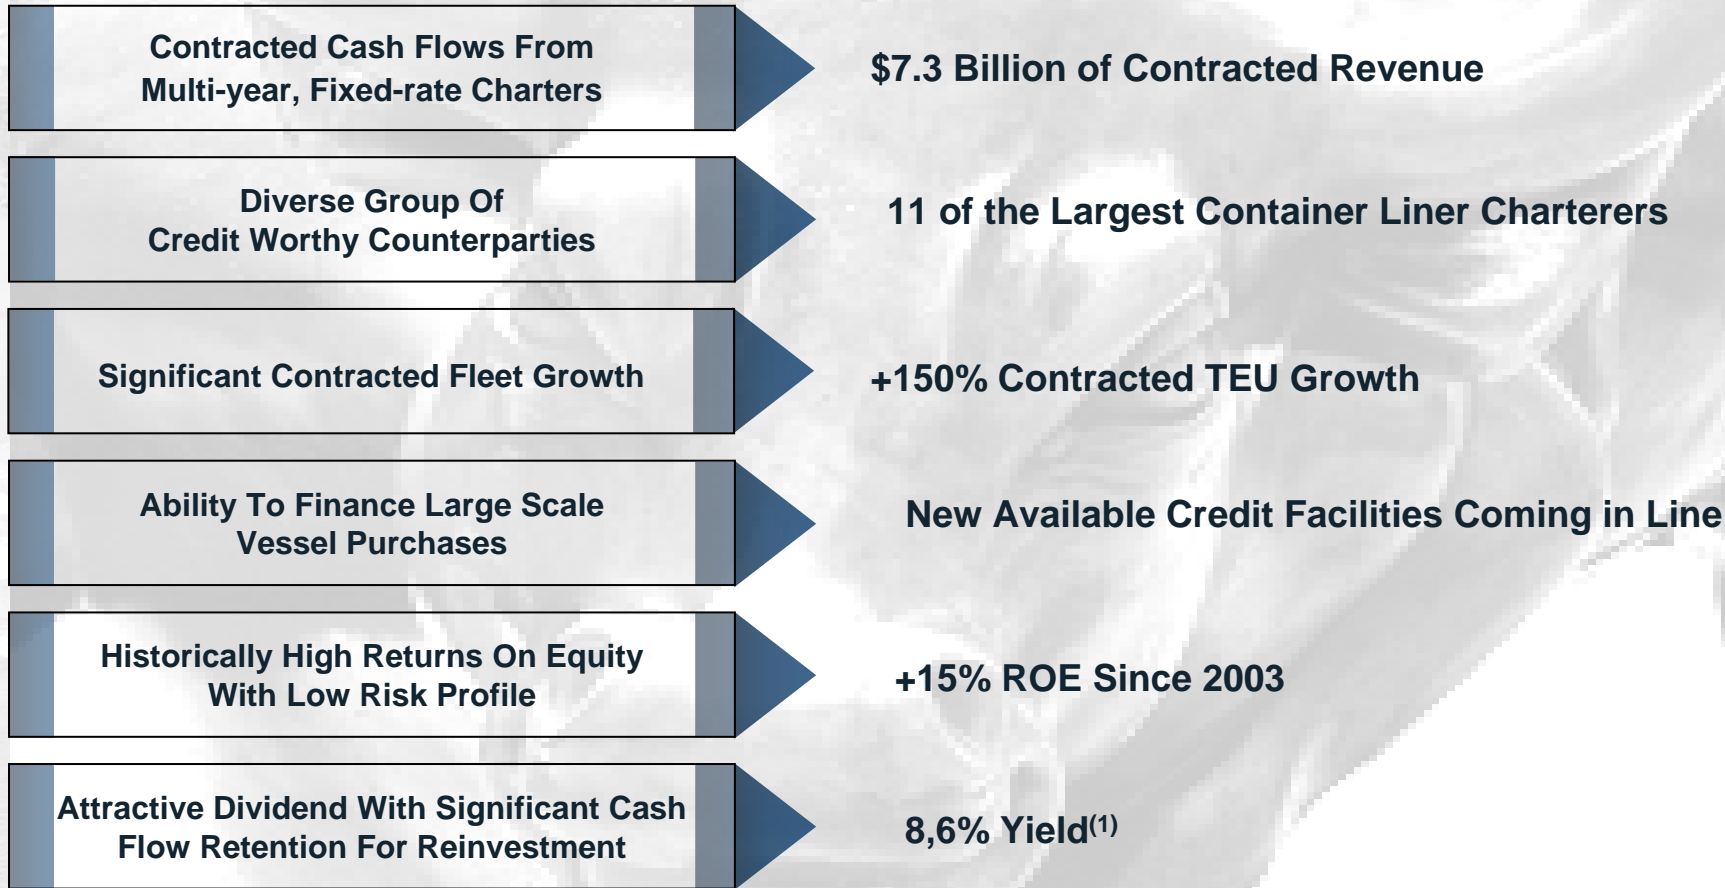 Contracted Cash Flows From
Multi-year, Fixed-rate Charters
$7.3 Billion of Contracted Revenue
Diverse Group Of
Credit Worthy Counterparties
11 of the Largest Container Liner Charterers
Significant Contracted Fleet Growth
+150% Contracted TEU Growth
Ability To Finance Large Scale
Vessel Purchases
New Available Credit Facilities Coming in Line
Historically High Returns On Equity
With Low Risk Profile
+15% ROE Since 2003
Attractive Dividend With Significant Cash
Flow Retention For Reinvestment
8,6% Yield(1)